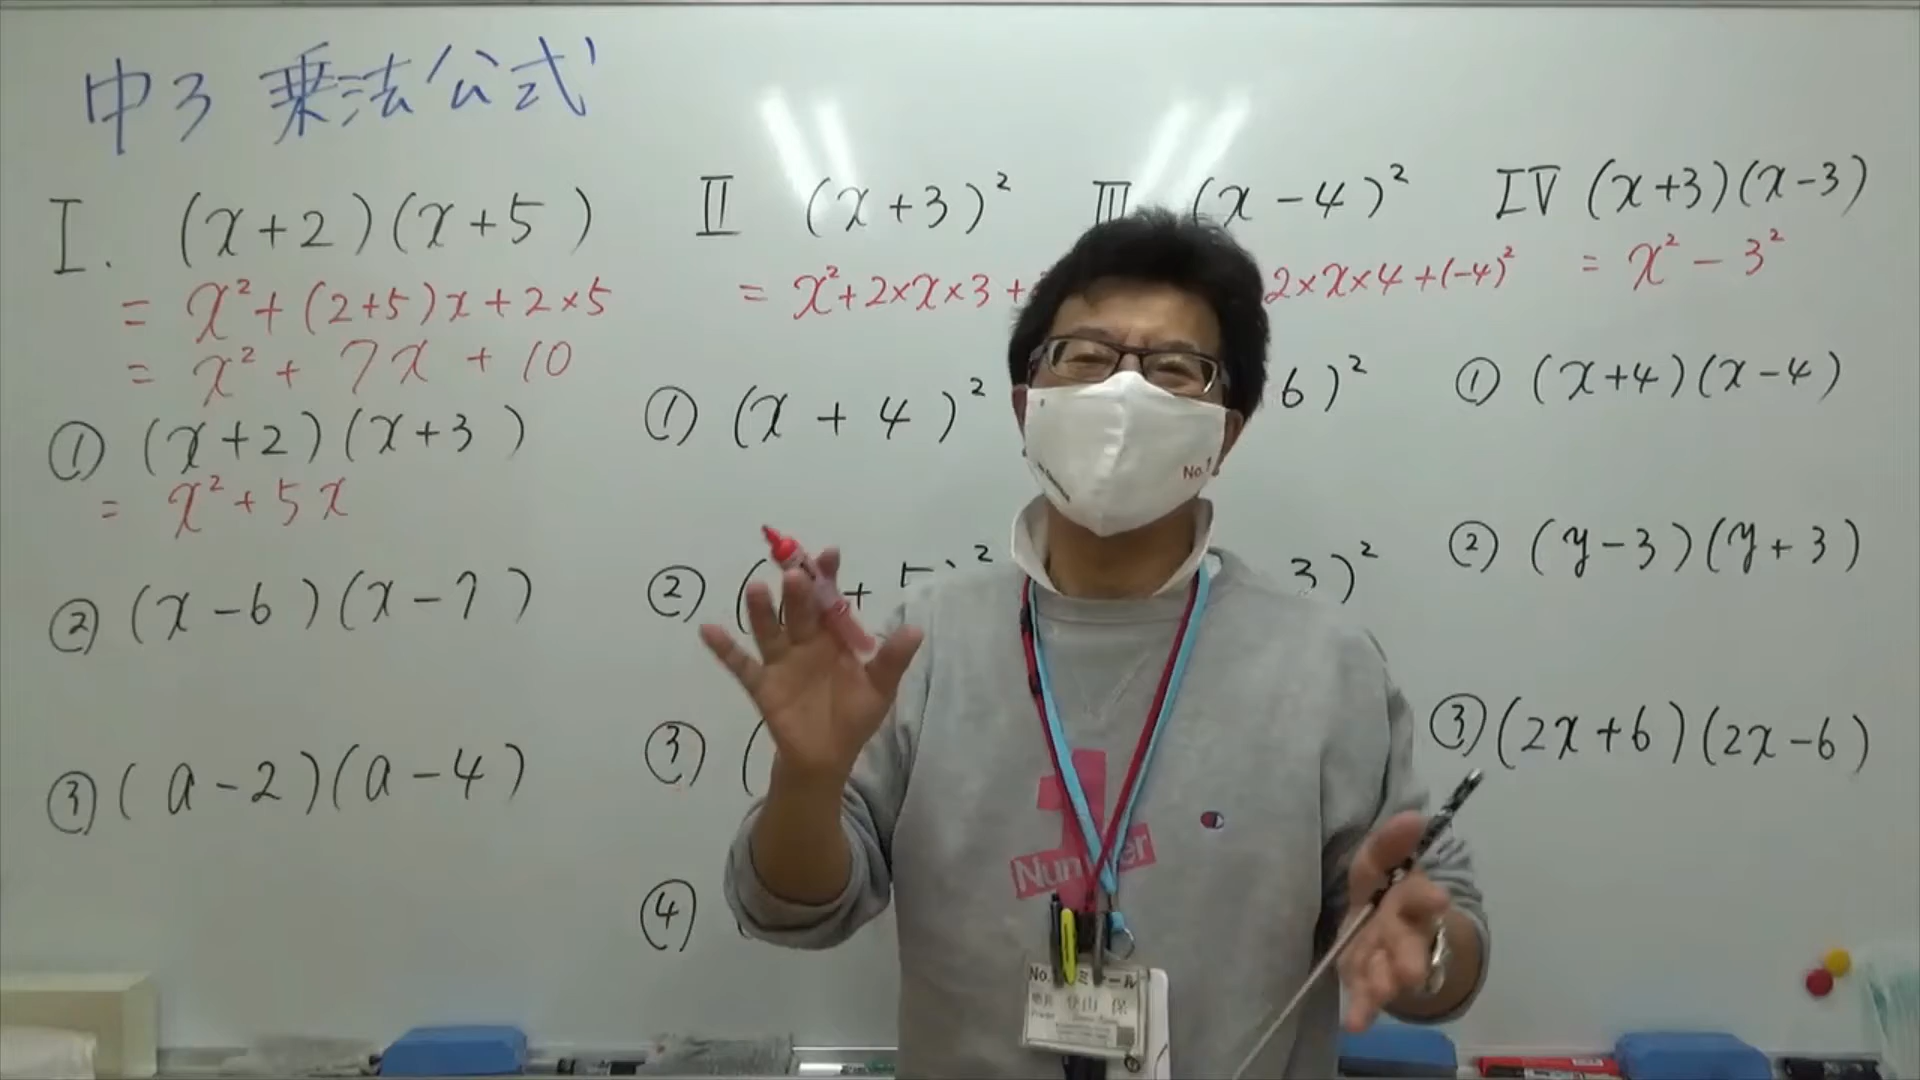 中3 乗法公式
I. (x+2)(x+5)
= x²+(2+5)x+2×5
= x²+7x+10
① (x+2)(x+3)
= x²+5x
② (x-6)(x-7)
③ (a-2)(a-4)
II (x+3)²
= x²+2×x×3+
① (x+4)²
②
③
④
III (x-4)²
2×x×4+(-4)²
6)²
3)²
IV (x+3)(x-3)
= x²-3²
① (x+4)(x-4)
② (y-3)(y+3)
③ (2x+6)(2x-6)
No.1
Number